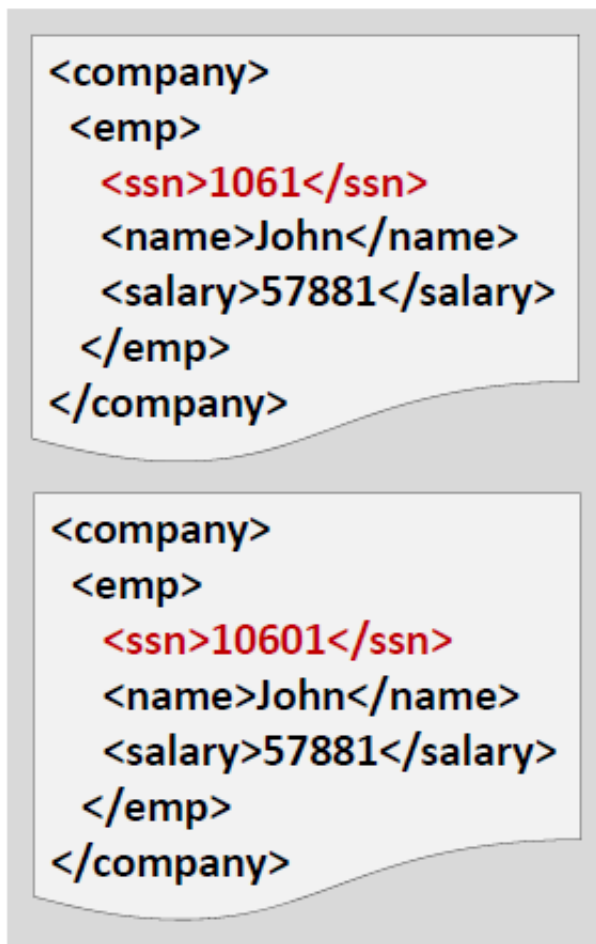 <company>
<emp>
<ssn>1061</ssn>
<name>John</name>
<salary>57881</salary>
</emp>
</company>
<company>
<emp>
<ssn>10601</ssn>
<name>John</name>
<salary>57881</salary>
</emp>
</company>